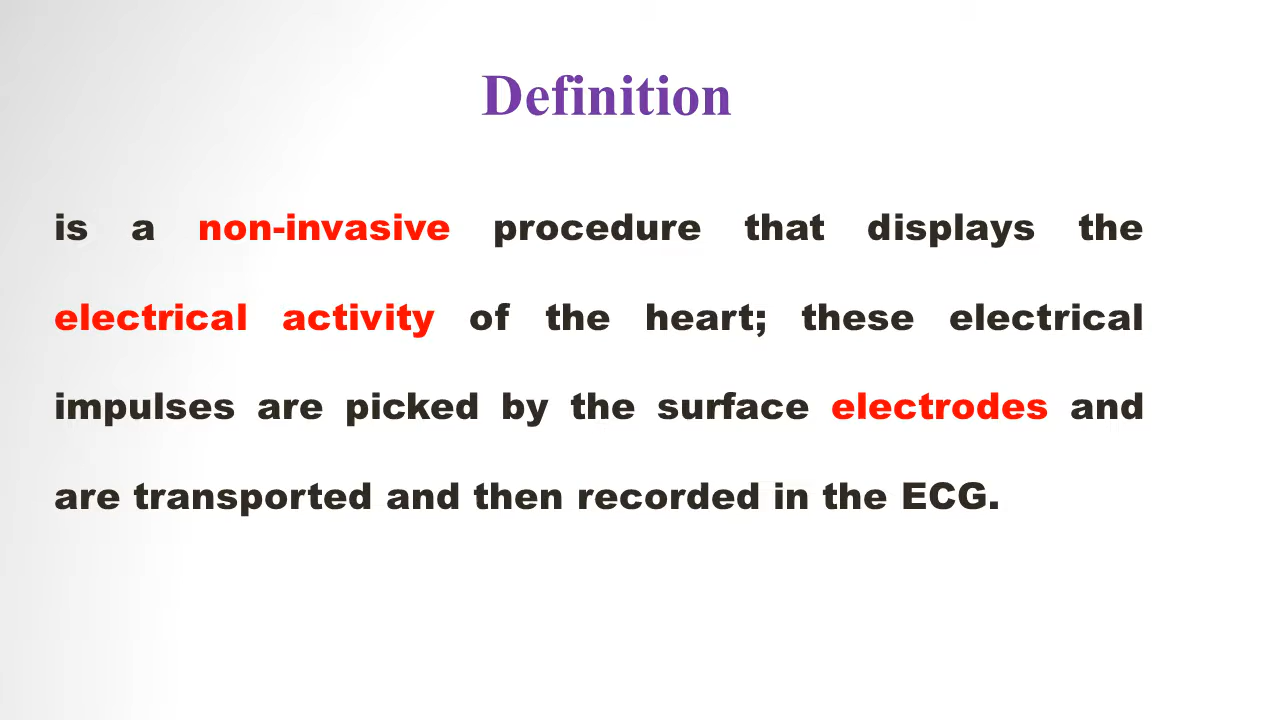 Definition
is a non-invasive procedure that displays the
electrical activity of the heart; these electrical
impulses are picked by the surface electrodes and
are transported and then recorded in the ECG.